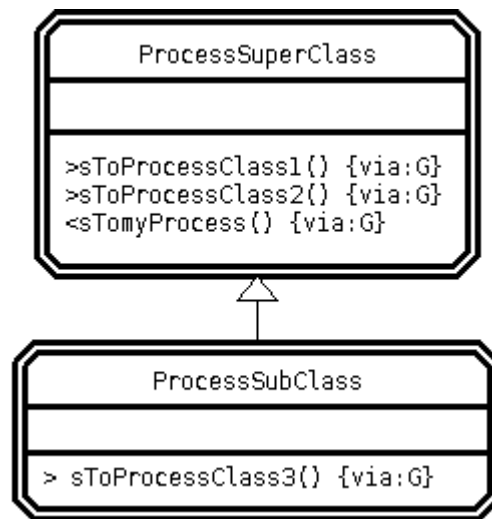 ProcessSuperClass
>sToProcessClass1() {via:G}
>sToProcessClass2() {via:G}
<sTomyProcess() {via:G}
ProcessSubClass
> sToProcessClass3() {via:G}